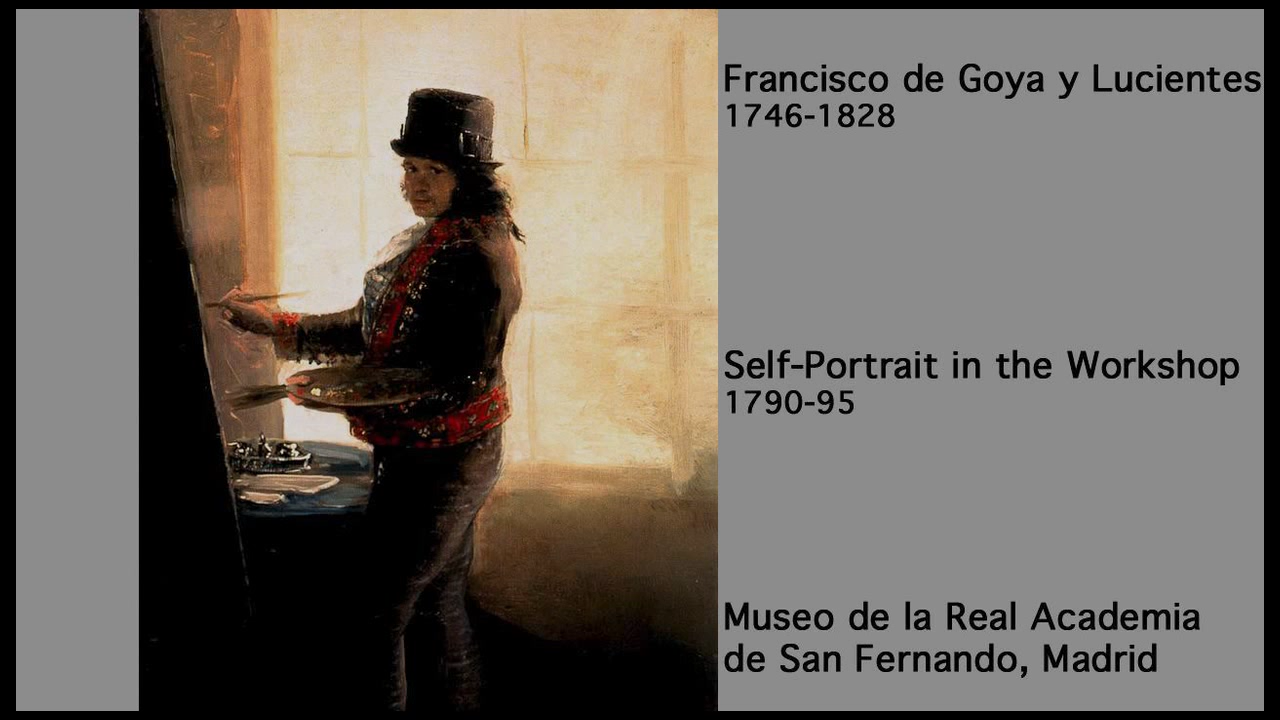 Francisco de Goya y Lucientes
1746-1828
Self-Portrait in the Workshop
1790-95
Museo de la Real Academia
de San Fernando, Madrid